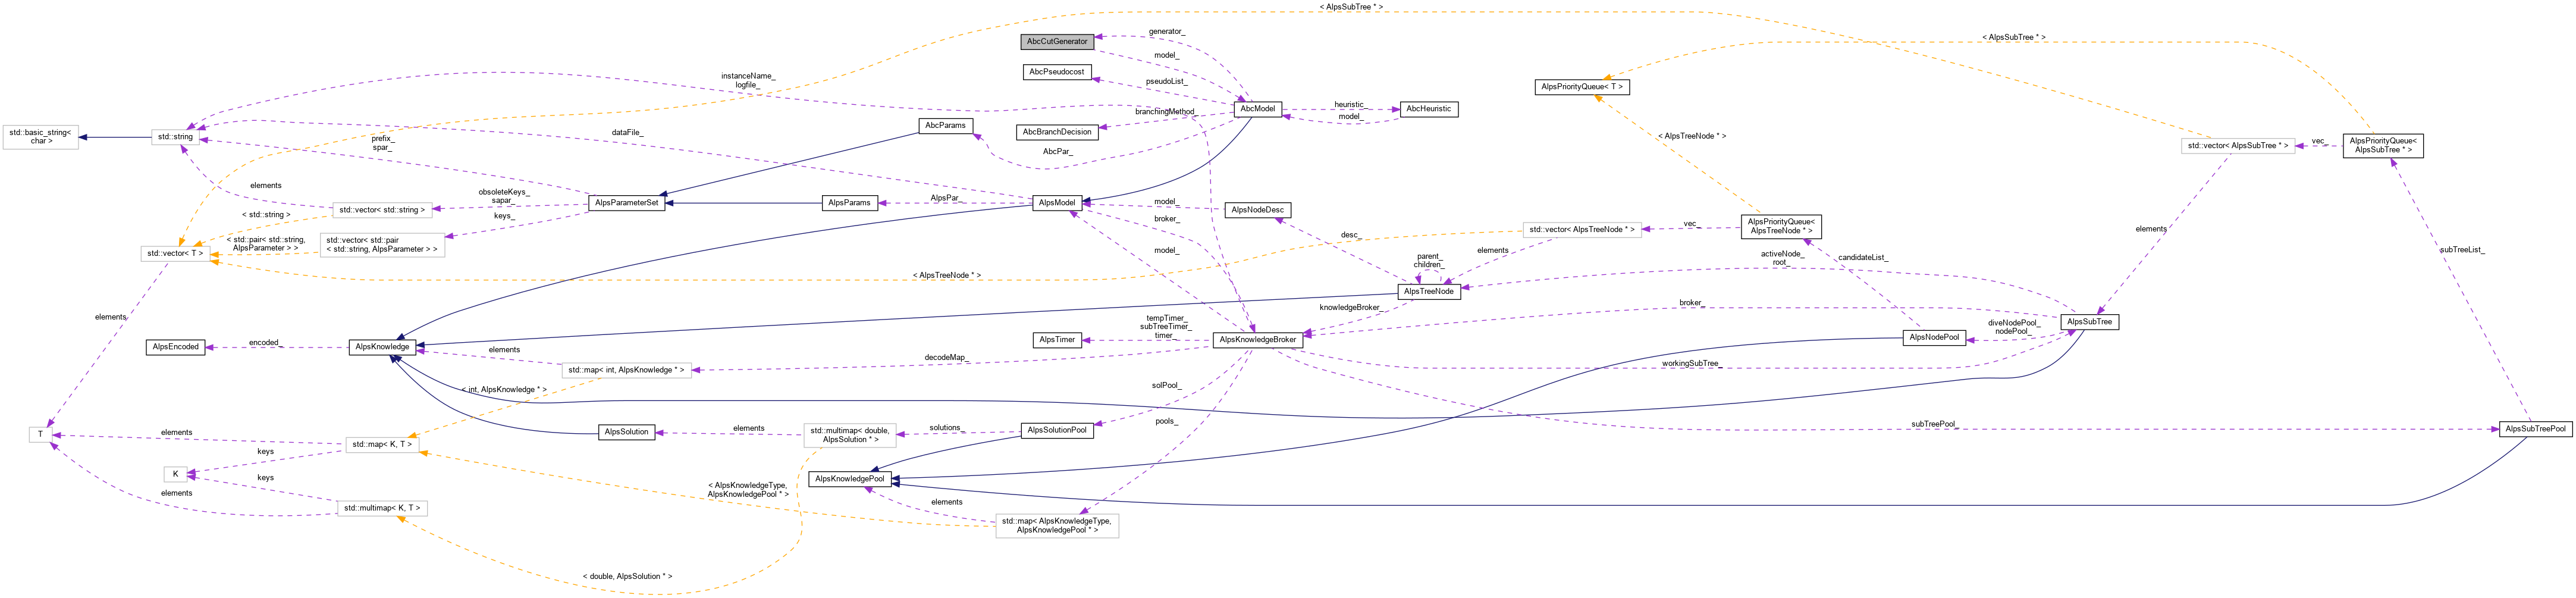 < AlpsSubTree * >
AbcCutGenerator
generator_
model_
< AlpsSubTree * >
AbcPseudocost
pseudoList_
instanceName_
logfile_
AlpsPriorityQueue< T >
AbcModel
heuristic_
model_
AbcHeuristic
branchingMethod_
AbcBranchDecision
AbcParams
AbcPar_
std::basic_string<
char >
std::string
dataFile_
prefix_
spar_
< AlpsTreeNode * >
std::vector< AlpsSubTree * >
vec_
AlpsPriorityQueue<
AlpsSubTree * >
elements
obsoleteKeys_
sapar_
AlpsParameterSet
AlpsParams
AlpsPar_
AlpsModel
model_
AlpsNodeDesc
std::vector< std::string >
< std::string >
keys_
broker_
< std::pair< std::string,
AlpsParameter > >
std::vector< std::pair
< std::string, AlpsParameter > >
std::vector< T >
desc_
std::vector< AlpsTreeNode * >
vec_
AlpsPriorityQueue<
AlpsTreeNode * >
elements
subTreeList_
model_
elements
parent_
children_
activeNode_
root_
candidateList_
< AlpsTreeNode * >
AlpsTreeNode
knowledgeBroker_
broker_
elements
tempTimer_
subTreeTimer_
timer_
AlpsTimer
AlpsKnowledgeBroker
diveNodePool_
nodePool_
AlpsSubTree
AlpsNodePool
AlpsEncoded
encoded_
AlpsKnowledge
elements
decodeMap_
workingSubTree_
std::map< int, AlpsKnowledge * >
< int, AlpsKnowledge * >
solPool_
T
elements
std::map< K, T >
AlpsSolution
elements
std::multimap< double,
AlpsSolution * >
solutions_
AlpsSolutionPool
pools_
subTreePool_
AlpsSubTreePool
keys
K
keys
AlpsKnowledgePool
< AlpsKnowledgeType,
AlpsKnowledgePool * >
elements
elements
std::multimap< K, T >
std::map< AlpsKnowledgeType,
AlpsKnowledgePool * >
< double, AlpsSolution * >